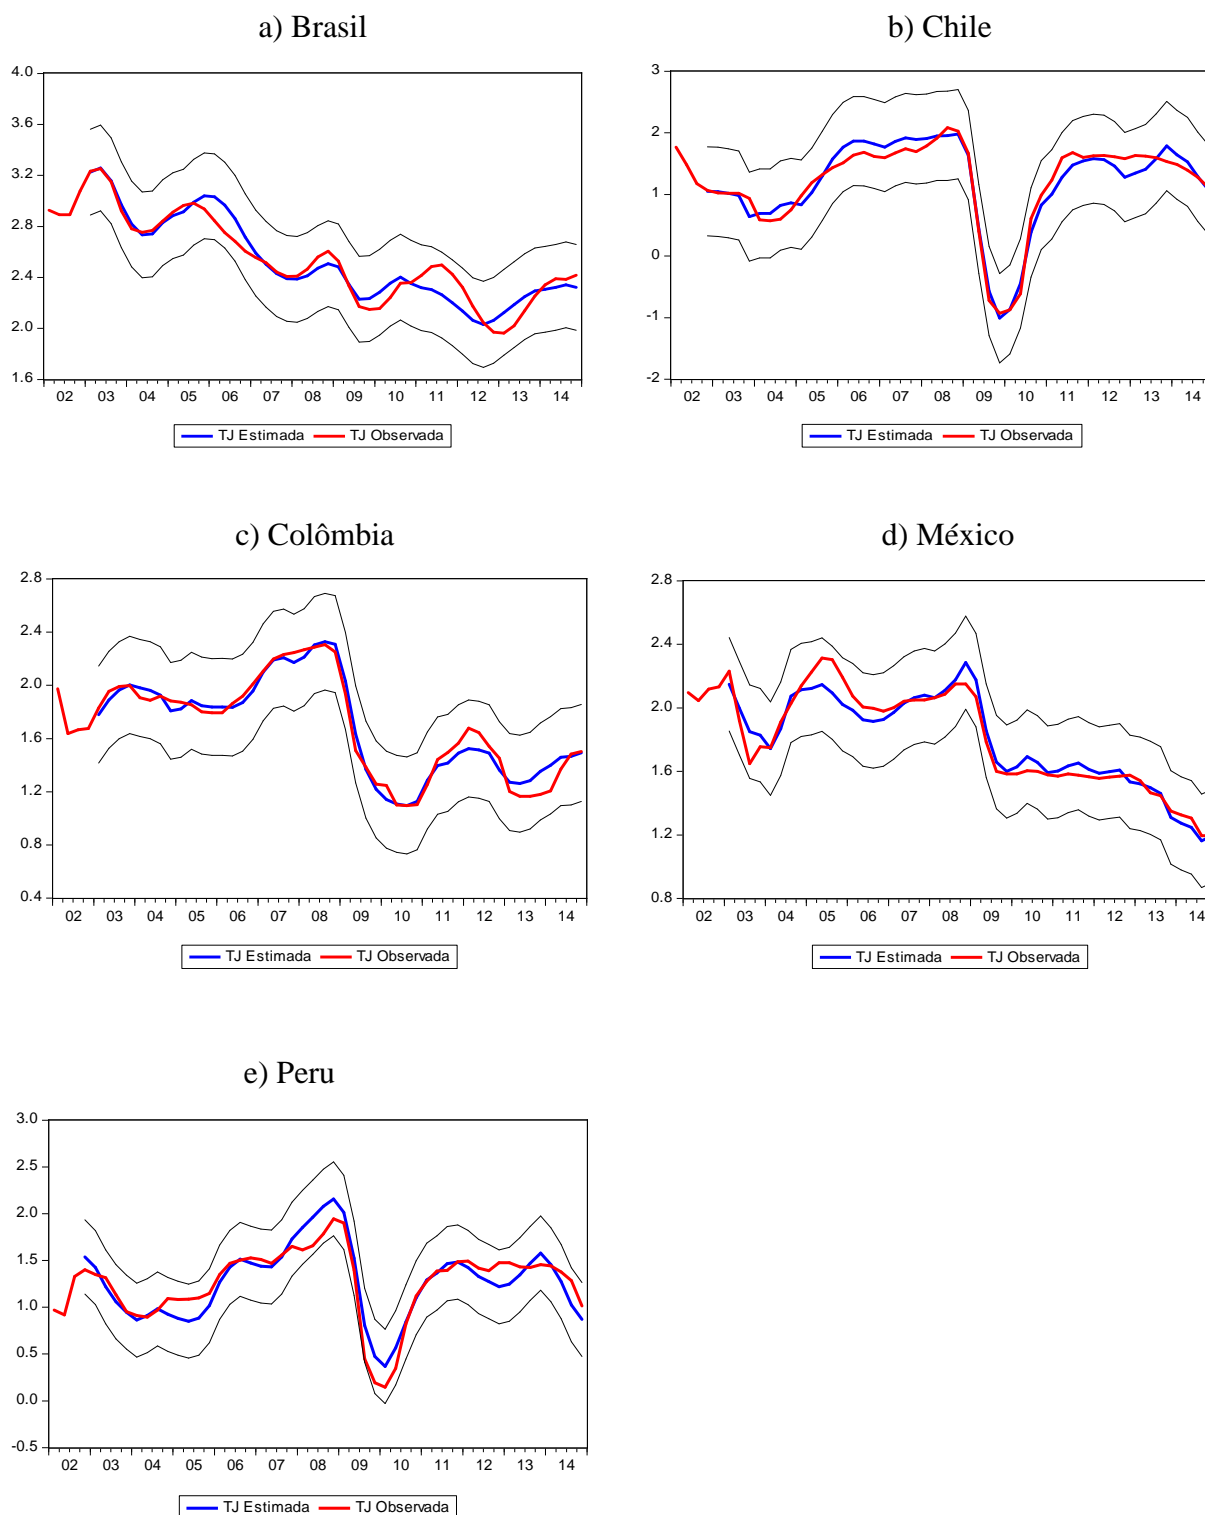 a) Brasil
4.0
3.6
3.2
2.8
2.4
2.0
1.6
02 03 04 05 06 07 08 09 10 11 12 13 14
TJ Estimada TJ Observada
b) Chile
3
2
1
0
-1
-2
02 03 04 05 06 07 08 09 10 11 12 13 14
TJ Estimada TJ Observada
c) Colômbia
2.8
2.4
2.0
1.6
1.2
0.8
0.4
02 03 04 05 06 07 08 09 10 11 12 13 14
TJ Estimada TJ Observada
d) México
2.8
2.4
2.0
1.6
1.2
0.8
02 03 04 05 06 07 08 09 10 11 12 13 14
TJ Estimada TJ Observada
e) Peru
3.0
2.5
2.0
1.5
1.0
0.5
0.0
-0.5
02 03 04 05 06 07 08 09 10 11 12 13 14
TJ Estimada TJ Observada